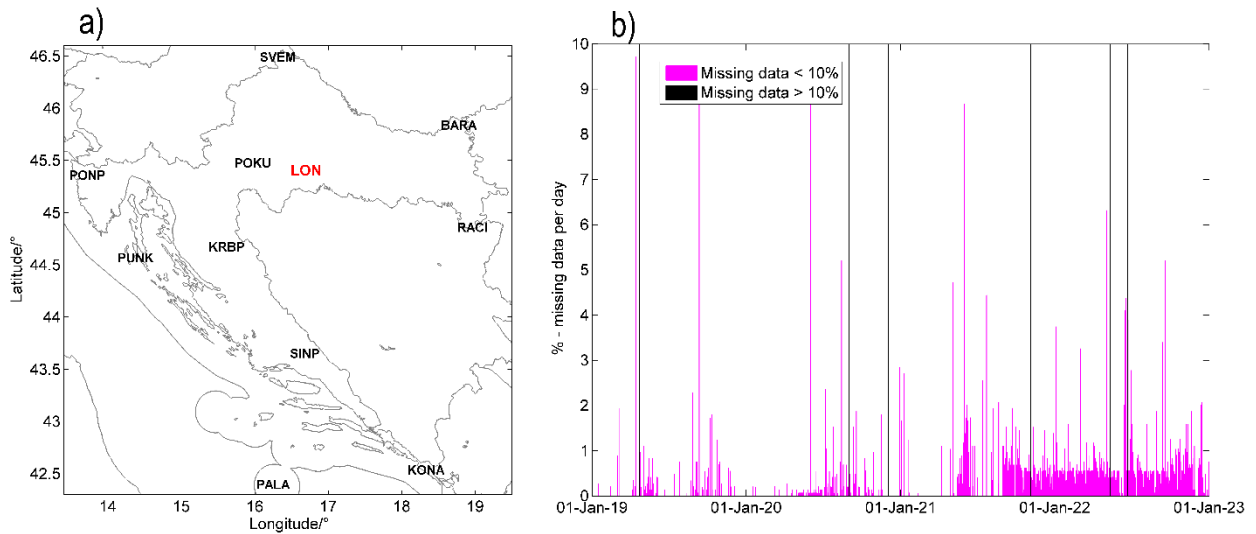 a)
46.5
46
45.5
45
44.5
44
43.5
43
42.5
Latitude/°
SVEM
BARA
POKU
LON
PONP
RACI
KRBP
PUNK
SINP
KONA
PALA
14 15 16 17 18 19
Longitude/°
b)
10
9
8
7
6
5
4
3
2
1
0
% - missing data per day
Missing data < 10%
Missing data > 10%
01-Jan-19 01-Jan-20 01-Jan-21 01-Jan-22 01-Jan-23